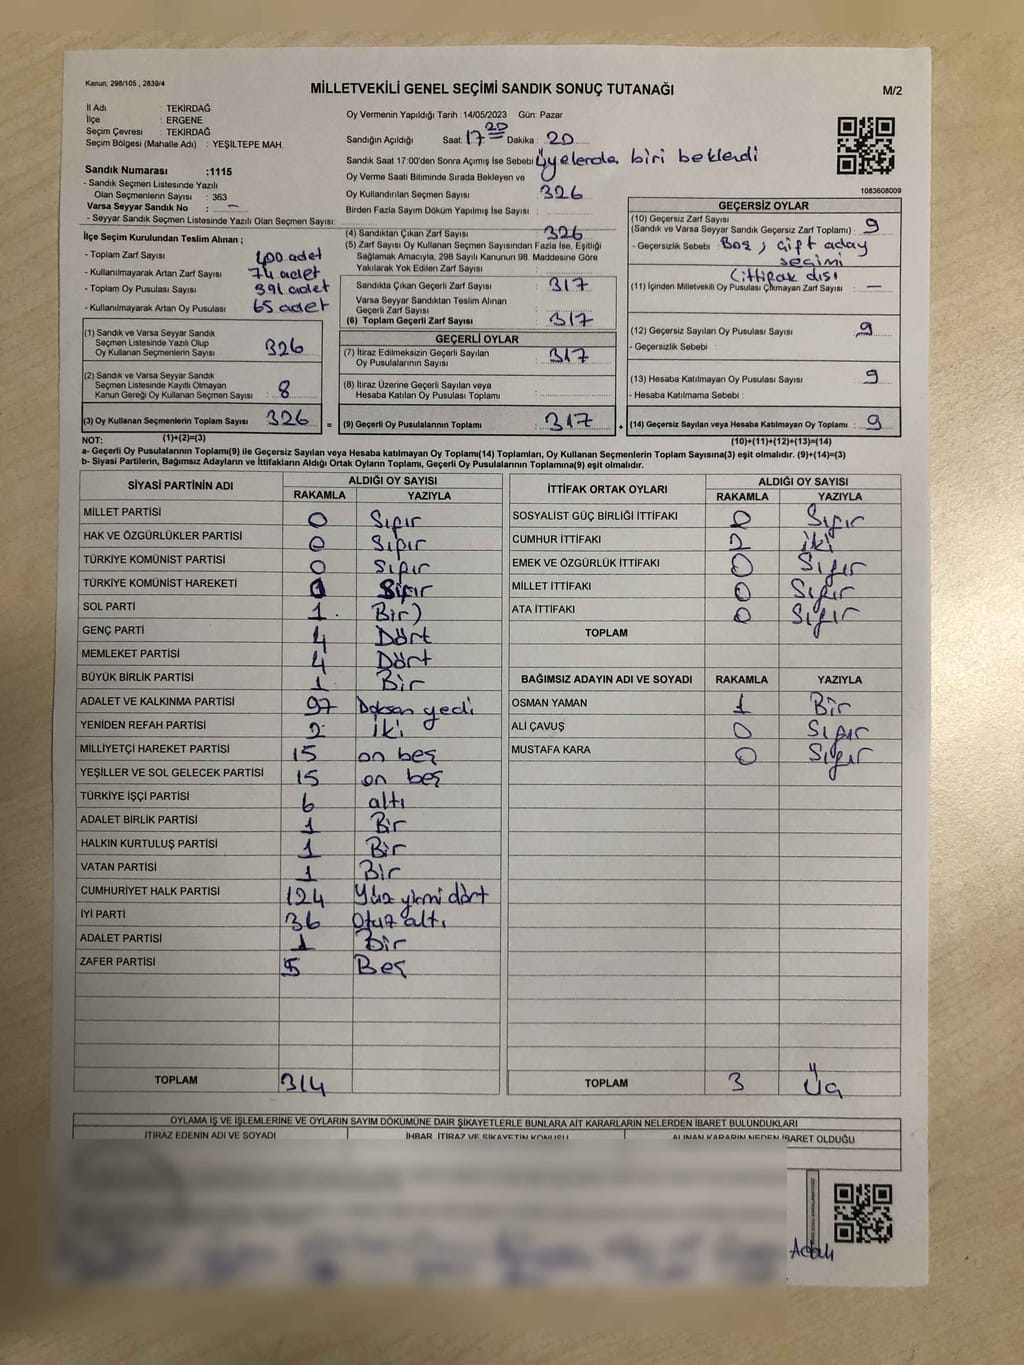 Kanun: 298/105 , 2839/4
MİLLETVEKİLİ GENEL SEÇİMİ SANDIK SONUÇ TUTANAĞI
M/2
İl Adı : TEKİRDAĞ
İlçe : ERGENE
Seçim Çevresi : TEKİRDAĞ
Seçim Bölgesi (Mahalle Adı) : YEŞİLTEPE MAH.
Sandık Numarası :1115
- Sandık Seçmen Listesinde Yazılı
Olan Seçmenlerin Sayısı : 363
Varsa Seyyar Sandık No : —
- Seyyar Sandık Seçmen Listesinde Yazılı Olan Seçmen Sayısı:
Oy Vermenin Yapıldığı Tarih :14/05/2023 Gün: Pazar
Sandığın Açıldığı Saat: 17 20 Dakika : 20
Sandık Saat 17:00'den Sonra Açımış İse Sebebi Üyelerda biri beklendi
Oy Verme Saati Bitiminde Sırada Bekleyen ve
Oy Kullandırılan Seçmen Sayısı : 326
Birden Fazla Sayım Döküm Yapılmış İse Sayısı :
1083608009
İlçe Seçim Kurulundan Teslim Alınan ;
- Toplam Zarf Sayısı : 400 adet
- Kullanılmayarak Artan Zarf Sayısı : 74 adet
- Toplam Oy Pusulası Sayısı : 391 adet
- Kullanılmayarak Artan Oy Pusulası : 65 adet
(1) Sandık ve Varsa Seyyar Sandık
Seçmen Listesinde Yazılı Olup
Oy Kullanan Seçmenlerin Sayısı : 326
(2) Sandık ve Varsa Seyyar Sandık
Seçmen Listesinde Kayıtlı Olmayan
Kanun Gereği Oy Kullanan Seçmen Sayısı : 8
(3) Oy Kullanan Seçmenlerin Toplam Sayısı : 326
(1)+(2)=(3)
(4) Sandıktan Çıkan Zarf Sayısı : 326
(5) Zarf Sayısı Oy Kullanan Seçmen Sayısından Fazla İse, Eşitliği
Sağlamak Amacıyla, 298 Sayılı Kanunun 98. Maddesine Göre
Yakılarak Yok Edilen Zarf Sayısı :
Sandıkta Çıkan Geçerli Zarf Sayısı : 317
Varsa Seyyar Sandıktan Teslim Alınan
Geçerli Zarf Sayısı :
(6) Toplam Geçerli Zarf Sayısı : 317
GEÇERLİ OYLAR
(7) İtiraz Edilmeksizin Geçerli Sayılan
Oy Pusulalarının Sayısı : 317
(8) İtiraz Üzerine Geçerli Sayılan veya
Hesaba Katılan Oy Pusulası Toplamı :
= (9) Geçerli Oy Pusulalarının Toplamı : 317
GEÇERSİZ OYLAR
(10) Geçersiz Zarf Sayısı
(Sandık ve Varsa Seyyar Sandık Geçersiz Zarf Toplamı) : 9
- Geçersizlik Sebebi : Boş, çift aday
seçimi
(ittifak dışı
(11) İçinden Milletvekili Oy Pusulası Çıkmayan Zarf Sayısı : —
(12) Geçersiz Sayılan Oy Pusulası Sayısı : 9
- Geçersizlik Sebebi :
(13) Hesaba Katılmayan Oy Pusulası Sayısı : 9
- Hesaba Katılmama Sebebi :
+ (14) Geçersiz Sayılan veya Hesaba Katılmayan Oy Toplamı : 9
(10)+(11)+(12)+(13)=(14)
NOT:
a- Geçerli Oy Pusulalarının Toplamı(9) ile Geçersiz Sayılan veya Hesaba katılmayan Oy Toplamı(14) Toplamları, Oy Kullanan Seçmenlerin Toplam Sayısına(3) eşit olmalıdır. (9)+(14)=(3)
b- Siyasi Partilerin, Bağımsız Adayların ve İttifakların Aldığı Ortak Oyların Toplamı, Geçerli Oy Pusulalarının Toplamına(9) eşit olmalıdır.
SİYASİ PARTİNİN ADI ALDIĞI OY SAYISI
RAKAMLA YAZIYLA
MİLLET PARTİSİ 0 Sıfır
HAK VE ÖZGÜRLÜKLER PARTİSİ 0 Sıfır
TÜRKİYE KOMÜNİST PARTİSİ 0 Sıfır
TÜRKİYE KOMÜNİST HAREKETİ 0 Sıfır
SOL PARTİ 1 Bir)
GENÇ PARTİ 4 Dört
MEMLEKET PARTİSİ 4 Dört
BÜYÜK BİRLİK PARTİSİ 1 Bir
ADALET VE KALKINMA PARTİSİ 97 Doksan yedi
YENİDEN REFAH PARTİSİ 2 iki
MİLLİYETÇİ HAREKET PARTİSİ 15 on beş
YEŞİLLER VE SOL GELECEK PARTİSİ 15 on beş
TÜRKİYE İŞÇİ PARTİSİ 6 altı
ADALET BİRLİK PARTİSİ 1 Bir
HALKIN KURTULUŞ PARTİSİ 1 Bir
VATAN PARTİSİ 1 Bir
CUMHURİYET HALK PARTİSİ 124 Yüz yirmi dört
İYİ PARTİ 36 Otuz altı
ADALET PARTİSİ 1 Bir
ZAFER PARTİSİ 5 Beş
TOPLAM 314
İTTİFAK ORTAK OYLARI ALDIĞI OY SAYISI
RAKAMLA YAZIYLA
SOSYALİST GÜÇ BİRLİĞİ İTTİFAKI 0 Sıfır
CUMHUR İTTİFAKI 2 iki
EMEK VE ÖZGÜRLÜK İTTİFAKI 0 Sıfır
MİLLET İTTİFAKI 0 Sıfır
ATA İTTİFAKI 0 Sıfır
TOPLAM
BAĞIMSIZ ADAYIN ADI VE SOYADI RAKAMLA YAZIYLA
OSMAN YAMAN 1 Bir
ALİ ÇAVUŞ 0 Sıfır
MUSTAFA KARA 0 Sıfır
TOPLAM 3 Üç
OYLAMA İŞ VE İŞLEMLERİNE VE OYLARIN SAYIM DÖKÜMÜNE DAİR ŞİKAYETLERLE BUNLARA AİT KARARLARIN NELERDEN İBARET BULUNDUKLARI
İTİRAZ EDENİN ADI VE SOYADI İHBAR, İTİRAZ VE ŞİKAYETİN KONUSU ALINAN KARARIN NEDEN İBARET OLDUĞU